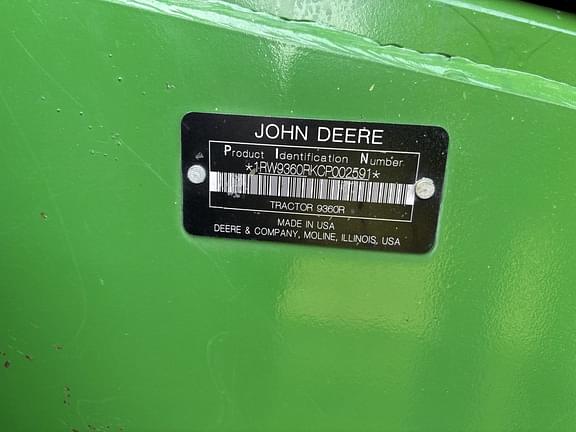 JOHN DEERE
Product Identification Number
*1RW9360RKCP002591*
TRACTOR 9360R
MADE IN USA
DEERE & COMPANY, MOLINE, ILLINOIS, USA